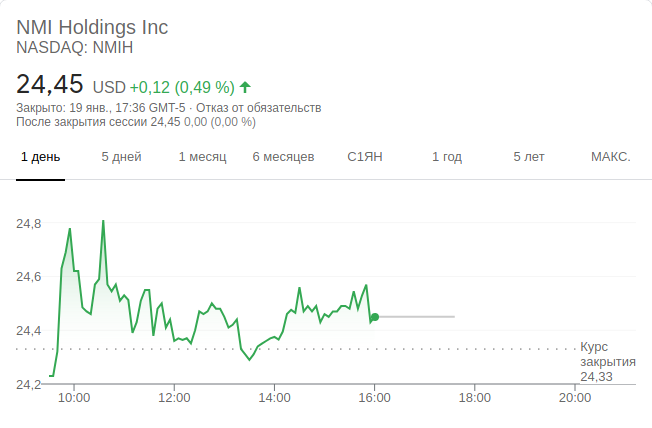 NMI Holdings Inc
NASDAQ: NMIH
24,45 USD +0,12 (0,49 %)
Закрыто: 19 янв., 17:36 GMT-5 · Отказ от обязательств
После закрытия сессии 24,45 0,00 (0,00 %)
1 день 5 дней 1 месяц 6 месяцев С1ЯН 1 год 5 лет МАКС.
24,8
24,6
24,4
Курс
закрытия
24,33
24,2
10:00 12:00 14:00 16:00 18:00 20:00